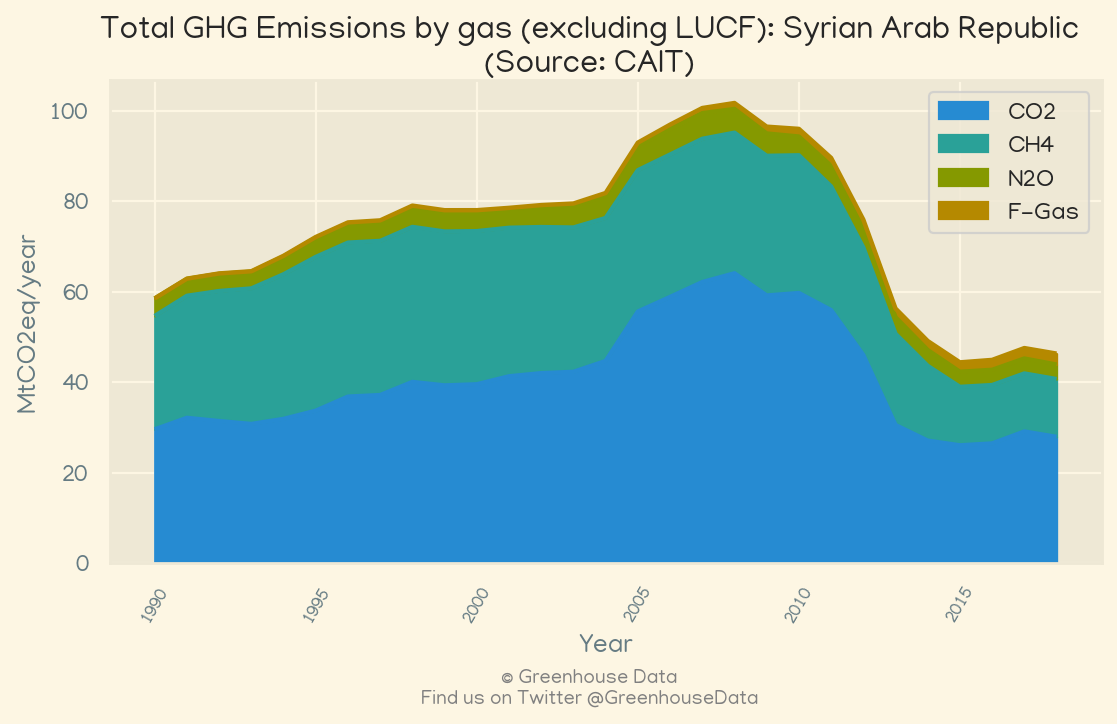 Total GHG Emissions by gas (excluding LUCF): Syrian Arab Republic
(Source: CAIT)
CO2
CH4
N2O
F-Gas
MtCO2eq/year
100
80
60
40
20
0
1990
1995
2000
2005
2010
2015
Year
© Greenhouse Data
Find us on Twitter @GreenhouseData